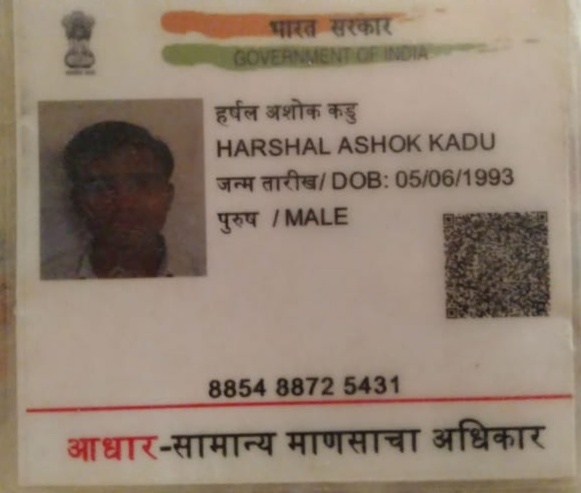 भारत सरकार
GOVERNMENT OF INDIA
हर्षल अशोक कडु
HARSHAL ASHOK KADU
जन्म तारीख/ DOB: 05/06/1993
पुरुष / MALE
8854 8872 5431
आधार-सामान्य माणसाचा अधिकार